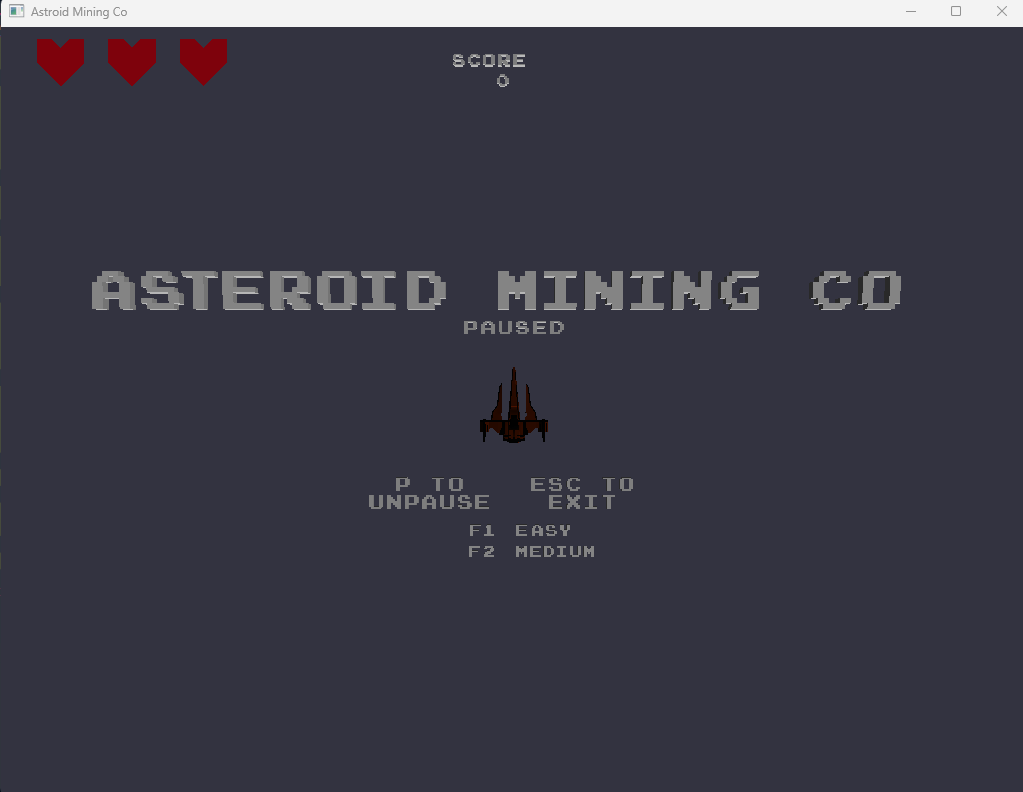 Astroid Mining Co
SCORE
0
ASTEROID MINING CO
PAUSED
P TO UNPAUSE
ESC TO EXIT
F1 EASY
F2 MEDIUM